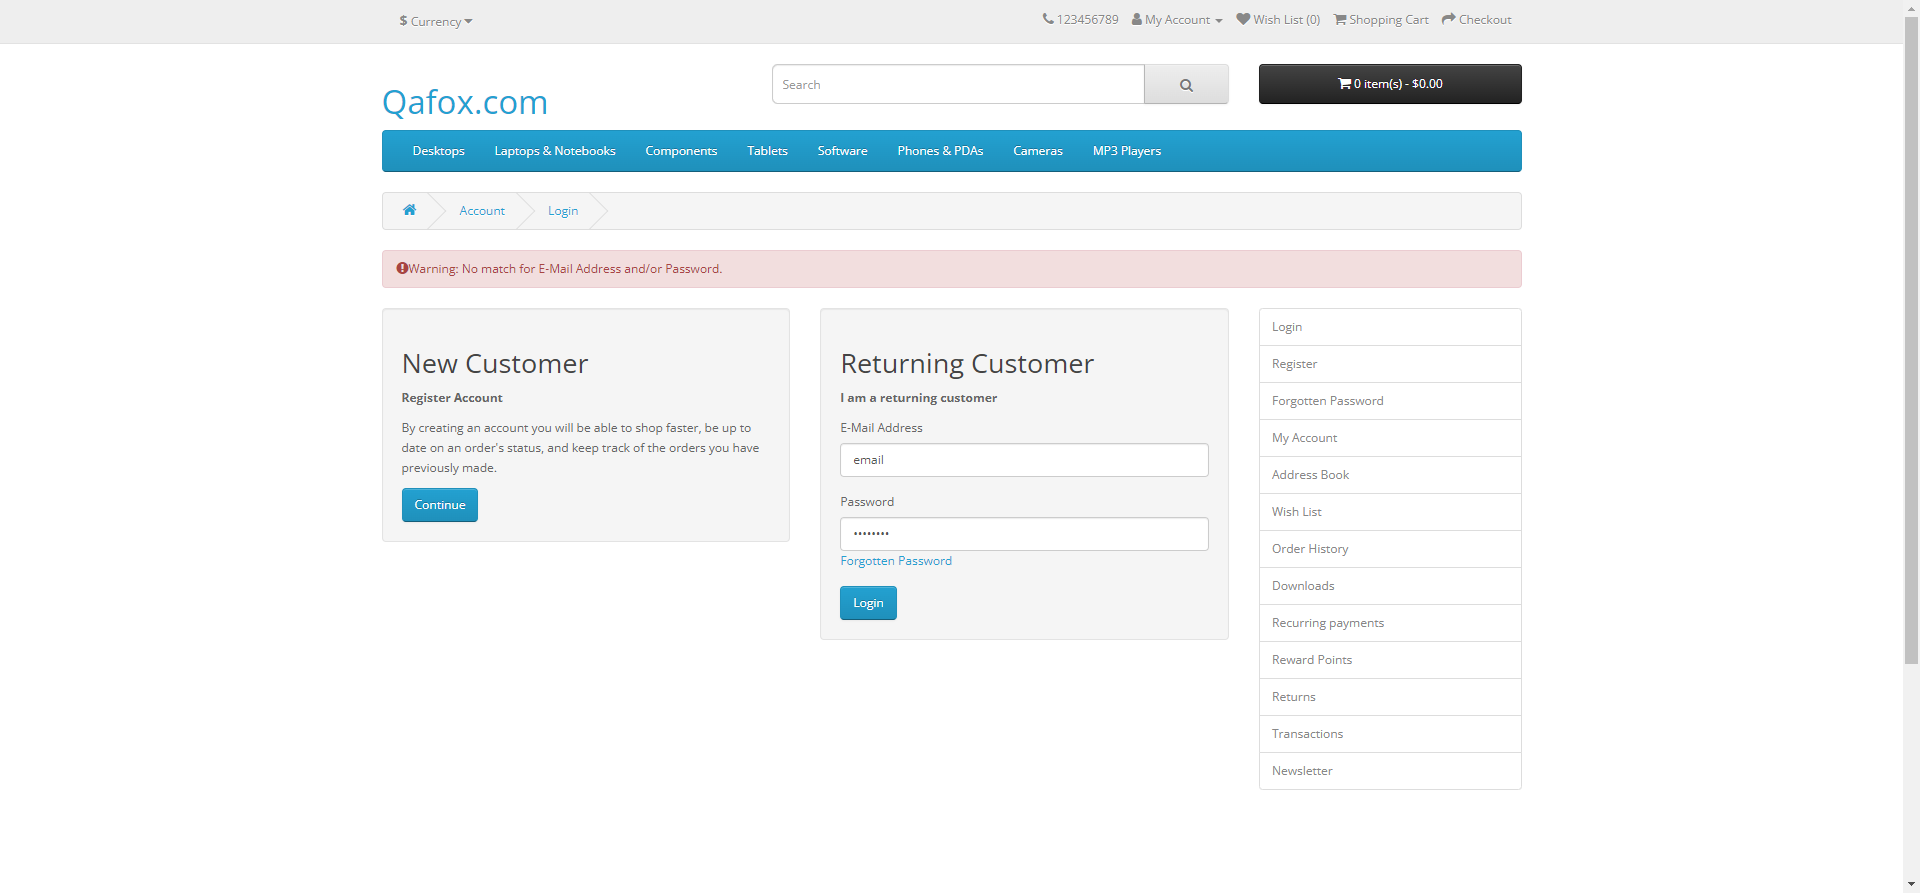 $ Currency
123456789 My Account Wish List (0) Shopping Cart Checkout
Qafox.com
Search
0 item(s) - $0.00
Desktops Laptops & Notebooks Components Tablets Software Phones & PDAs Cameras MP3 Players
Account Login
Warning: No match for E-Mail Address and/or Password.
New Customer
Register Account
By creating an account you will be able to shop faster, be up to
date on an order's status, and keep track of the orders you have
previously made.
Continue
Returning Customer
I am a returning customer
E-Mail Address
email
Password
••••••••
Forgotten Password
Login
Login
Register
Forgotten Password
My Account
Address Book
Wish List
Order History
Downloads
Recurring payments
Reward Points
Returns
Transactions
Newsletter